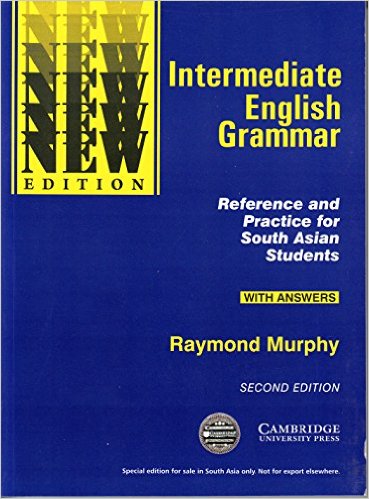 NEW
NEW
NEW
NEW
NEW
EDITION
Intermediate
English
Grammar
Reference and
Practice for
South Asian
Students
WITH ANSWERS
Raymond Murphy
SECOND EDITION
CAMBRIDGE
UNIVERSITY PRESS
Special edition for sale in South Asia only. Not for export elsewhere.